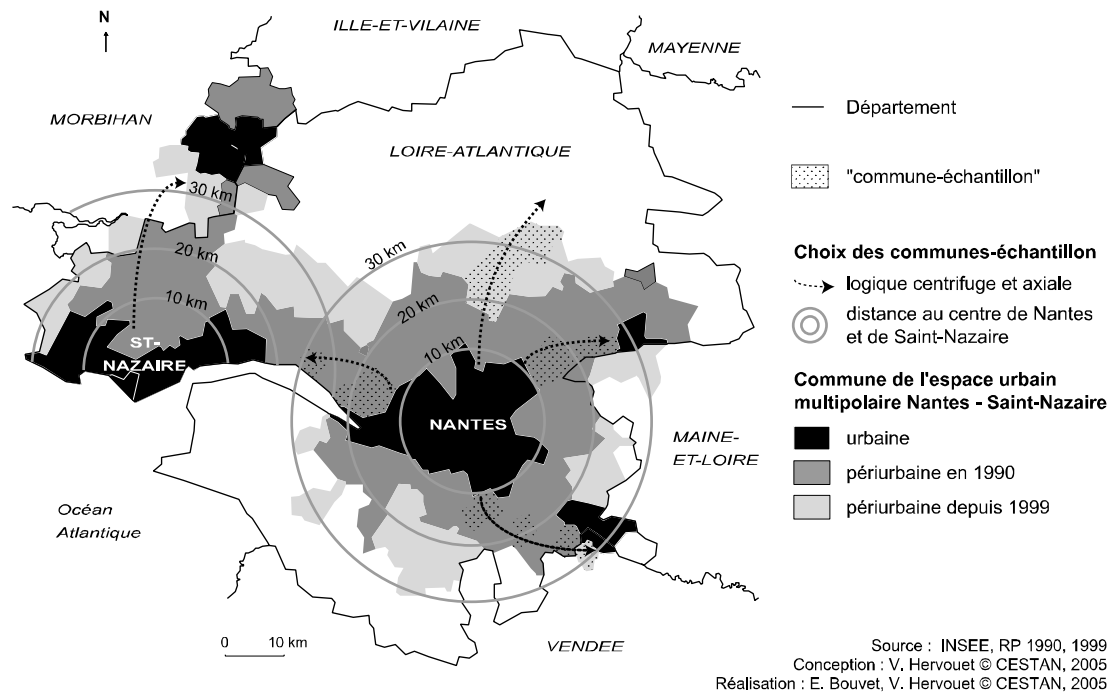 N
ILLE-ET-VILAINE
MAYENNE
MORBIHAN
LOIRE-ATLANTIQUE
30 km
20 km
10 km
ST-
NAZAIRE
30 km
20 km
10 km
NANTES
MAINE-
ET-LOIRE
Océan
Atlantique
VENDEE
0 10 km
Département
"commune-échantillon"
Choix des communes-échantillon
logique centrifuge et axiale
distance au centre de Nantes
et de Saint-Nazaire
Commune de l'espace urbain
multipolaire Nantes - Saint-Nazaire
urbaine
périurbaine en 1990
périurbaine depuis 1999
Source : INSEE, RP 1990, 1999
Conception : V. Hervouet © CESTAN, 2005
Réalisation : E. Bouvet, V. Hervouet © CESTAN, 2005